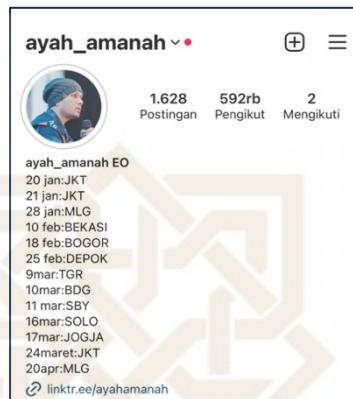 ayah_amanah
1.628 592rb 2
Postingan Pengikut Mengikuti
ayah_amanah EO
20 jan:JKT
21 jan:JKT
28 jan:MLG
10 feb:BEKASI
18 feb:BOGOR
25 feb:DEPOK
9mar:TGR
10mar:BDG
11 mar:SBY
16mar:SOLO
17mar:JOGJA
24maret:JKT
20apr:MLG
linktr.ee/ayahamanah